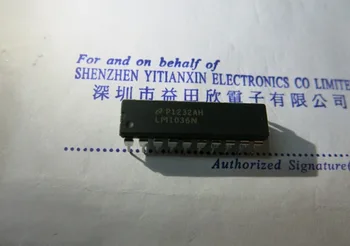 For and on behalf of
SHENZHEN YITIANXIN ELECTRONICS CO LIMITED
深圳市益田欣電子有限公司
P1232AH
LM1036N
Authorized Signature